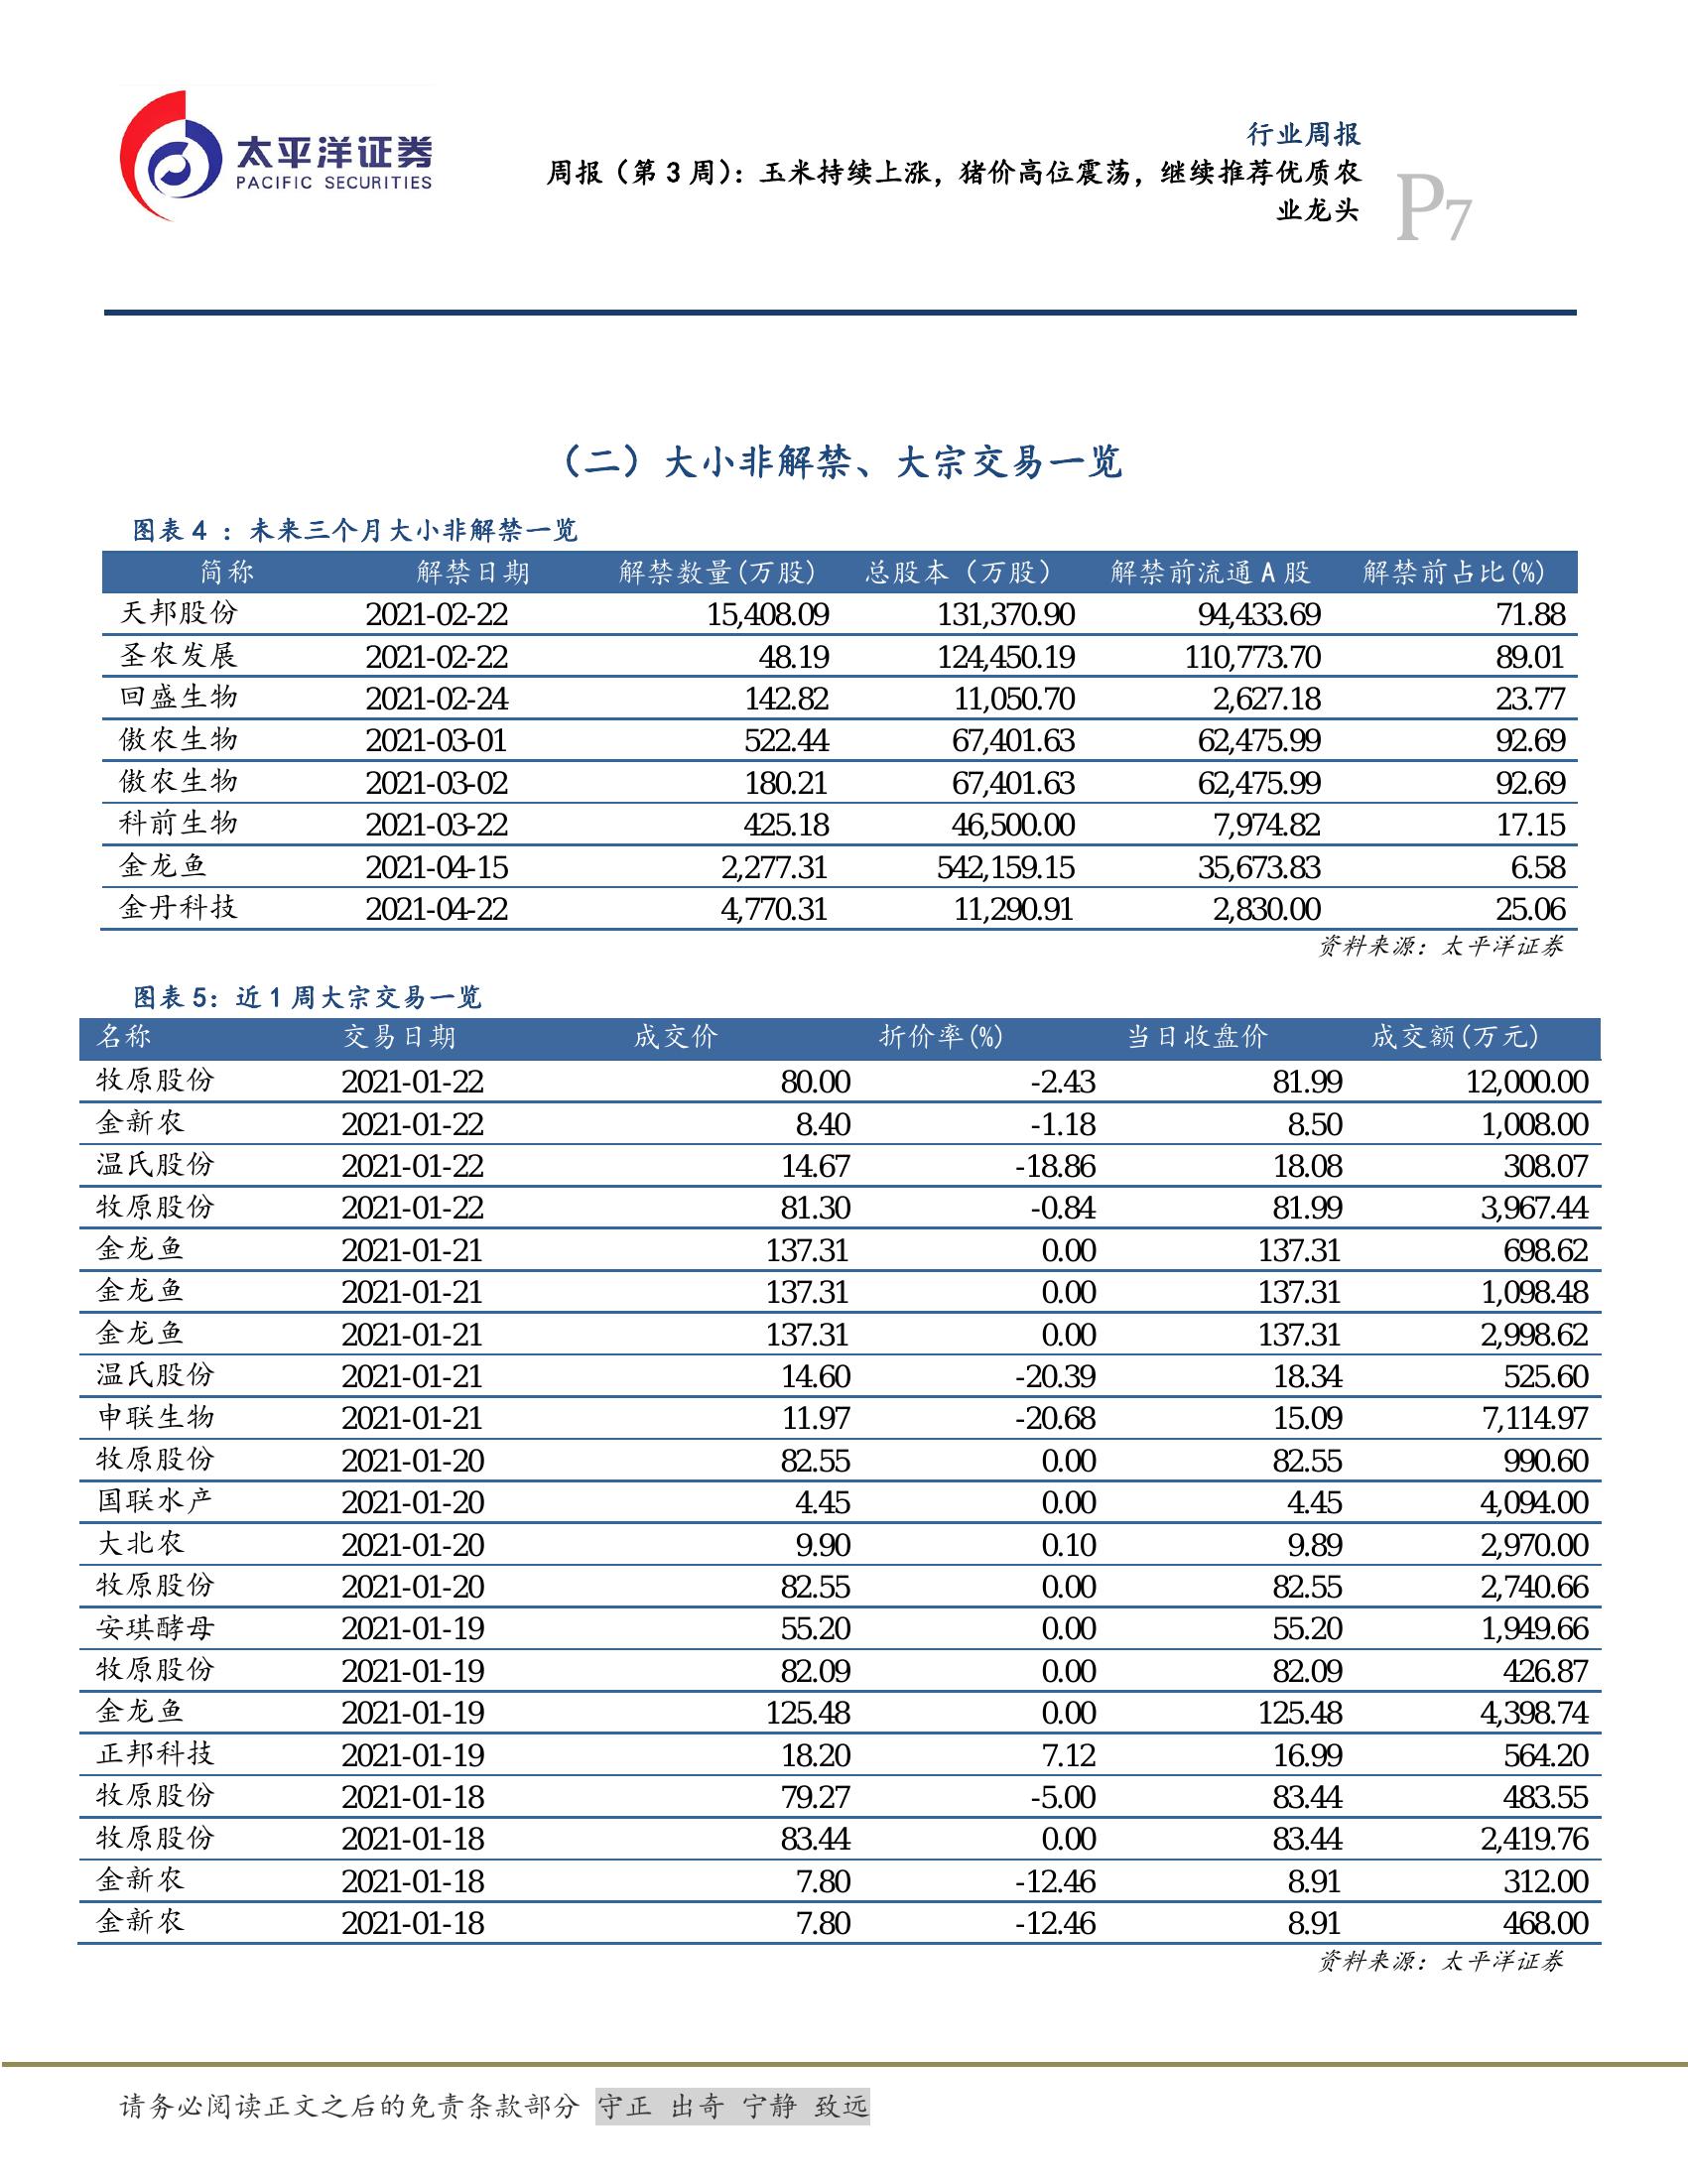 太平洋证券
PACIFIC SECURITIES
行业周报
周报（第 3 周）：玉米持续上涨，猪价高位震荡，继续推荐优质农
业龙头
P7
（二）大小非解禁、大宗交易一览
图表 4 ：未来三个月大小非解禁一览
简称 解禁日期 解禁数量(万股) 总股本（万股） 解禁前流通 A 股 解禁前占比(%)
天邦股份 2021-02-22 15,408.09 131,370.90 94,433.69 71.88
圣农发展 2021-02-22 48.19 124,450.19 110,773.70 89.01
回盛生物 2021-02-24 142.82 11,050.70 2,627.18 23.77
傲农生物 2021-03-01 522.44 67,401.63 62,475.99 92.69
傲农生物 2021-03-02 180.21 67,401.63 62,475.99 92.69
科前生物 2021-03-22 425.18 46,500.00 7,974.82 17.15
金龙鱼 2021-04-15 2,277.31 542,159.15 35,673.83 6.58
金丹科技 2021-04-22 4,770.31 11,290.91 2,830.00 25.06
资料来源：太平洋证券
图表 5：近 1 周大宗交易一览
名称 交易日期 成交价 折价率(%) 当日收盘价 成交额(万元)
牧原股份 2021-01-22 80.00 -2.43 81.99 12,000.00
金新农 2021-01-22 8.40 -1.18 8.50 1,008.00
温氏股份 2021-01-22 14.67 -18.86 18.08 308.07
牧原股份 2021-01-22 81.30 -0.84 81.99 3,967.44
金龙鱼 2021-01-21 137.31 0.00 137.31 698.62
金龙鱼 2021-01-21 137.31 0.00 137.31 1,098.48
金龙鱼 2021-01-21 137.31 0.00 137.31 2,998.62
温氏股份 2021-01-21 14.60 -20.39 18.34 525.60
申联生物 2021-01-21 11.97 -20.68 15.09 7,114.97
牧原股份 2021-01-20 82.55 0.00 82.55 990.60
国联水产 2021-01-20 4.45 0.00 4.45 4,094.00
大北农 2021-01-20 9.90 0.10 9.89 2,970.00
牧原股份 2021-01-20 82.55 0.00 82.55 2,740.66
安琪酵母 2021-01-19 55.20 0.00 55.20 1,949.66
牧原股份 2021-01-19 82.09 0.00 82.09 426.87
金龙鱼 2021-01-19 125.48 0.00 125.48 4,398.74
正邦科技 2021-01-19 18.20 7.12 16.99 564.20
牧原股份 2021-01-18 79.27 -5.00 83.44 483.55
牧原股份 2021-01-18 83.44 0.00 83.44 2,419.76
金新农 2021-01-18 7.80 -12.46 8.91 312.00
金新农 2021-01-18 7.80 -12.46 8.91 468.00
资料来源：太平洋证券
请务必阅读正文之后的免责条款部分 守正 出奇 宁静 致远